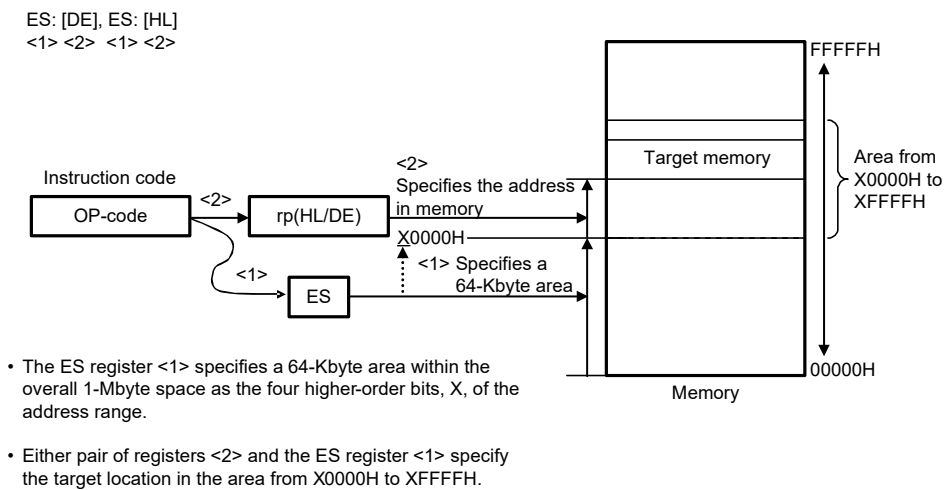 ES: [DE], ES: [HL]
<1> <2> <1> <2>
FFFFFH
Target memory
Area from
X0000H to
XFFFFH
Instruction code
OP-code
<2>
rp(HL/DE)
<2>
Specifies the address
in memory
X0000H
<1>
ES
<1> Specifies a
64-Kbyte area
00000H
Memory
• The ES register <1> specifies a 64-Kbyte area within the
overall 1-Mbyte space as the four higher-order bits, X, of the
address range.
• Either pair of registers <2> and the ES register <1> specify
the target location in the area from X0000H to XFFFFH.